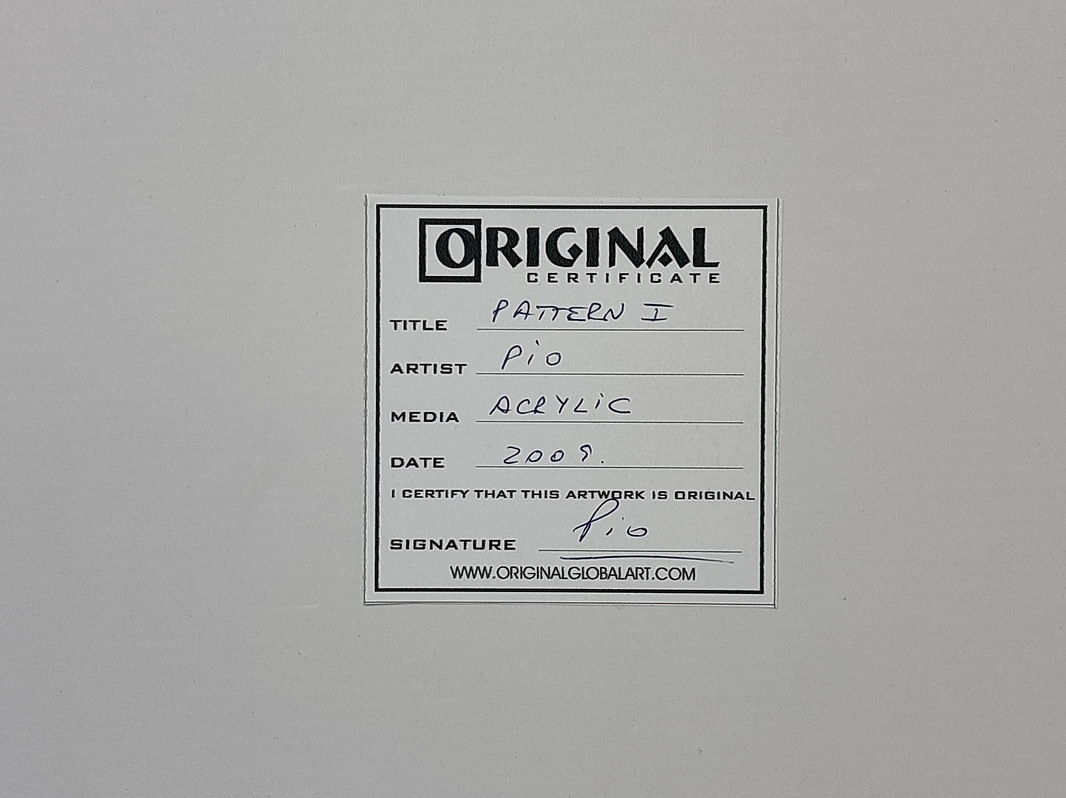 ORIGINAL
CERTIFICATE
TITLE PATTERN I
ARTIST Pio
MEDIA ACRYLiC
DATE 2009.
I CERTIFY THAT THIS ARTWORK IS ORIGINAL
SIGNATURE Pio
WWW.ORIGINALGLOBALART.COM